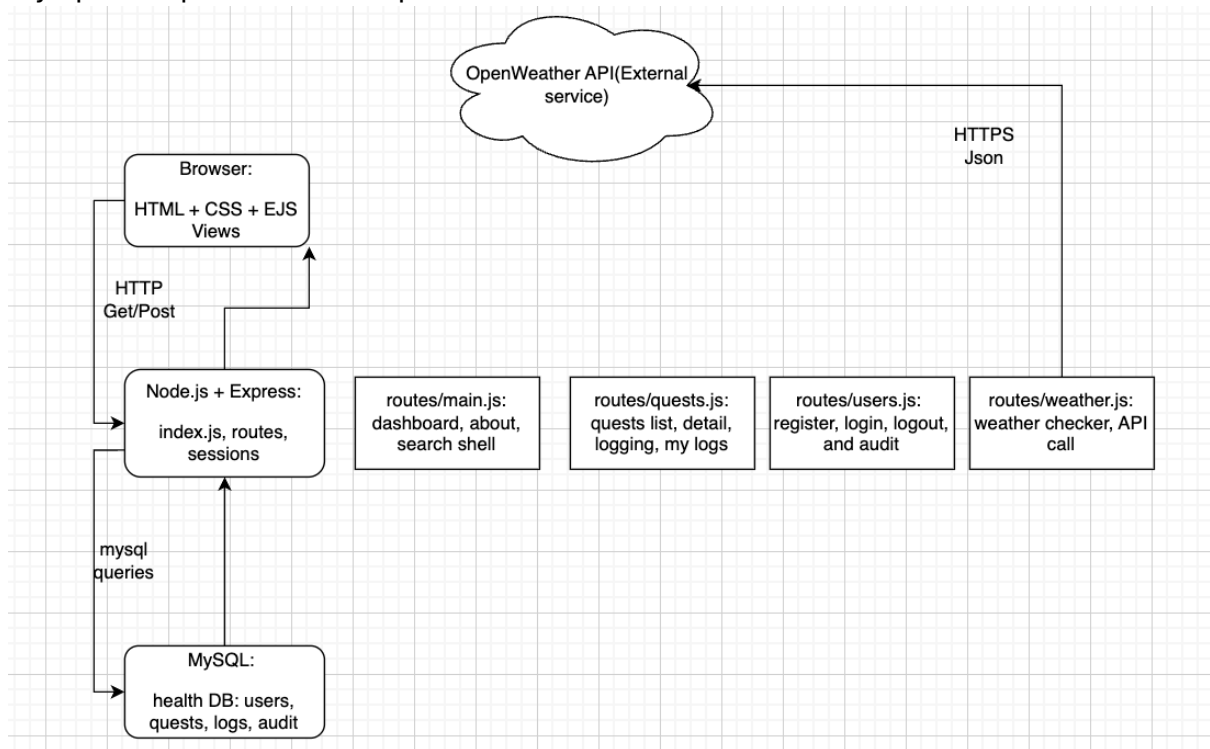 OpenWeather API(External
service)
HTTPS
Json
Browser:
HTML + CSS + EJS
Views
HTTP
Get/Post
Node.js + Express:
index.js, routes,
sessions
routes/main.js:
dashboard, about,
search shell
routes/quests.js:
quests list, detail,
logging, my logs
routes/users.js:
register, login, logout,
and audit
routes/weather.js:
weather checker, API
call
mysql
queries
MySQL:
health DB: users,
quests, logs, audit